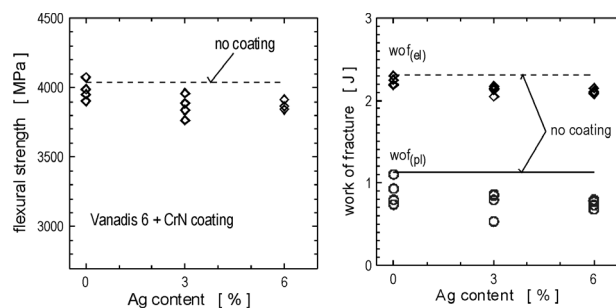 no coating
4500
4000
3500
3000
flexural strength [ MPa]
Vanadis 6 + CrN coating
0
3
6
Ag content [ % ]
wof(el)
3
2
1
0
work of fracture [ J ]
no coating
wof(pl)
0
3
6
Ag content [ % ]